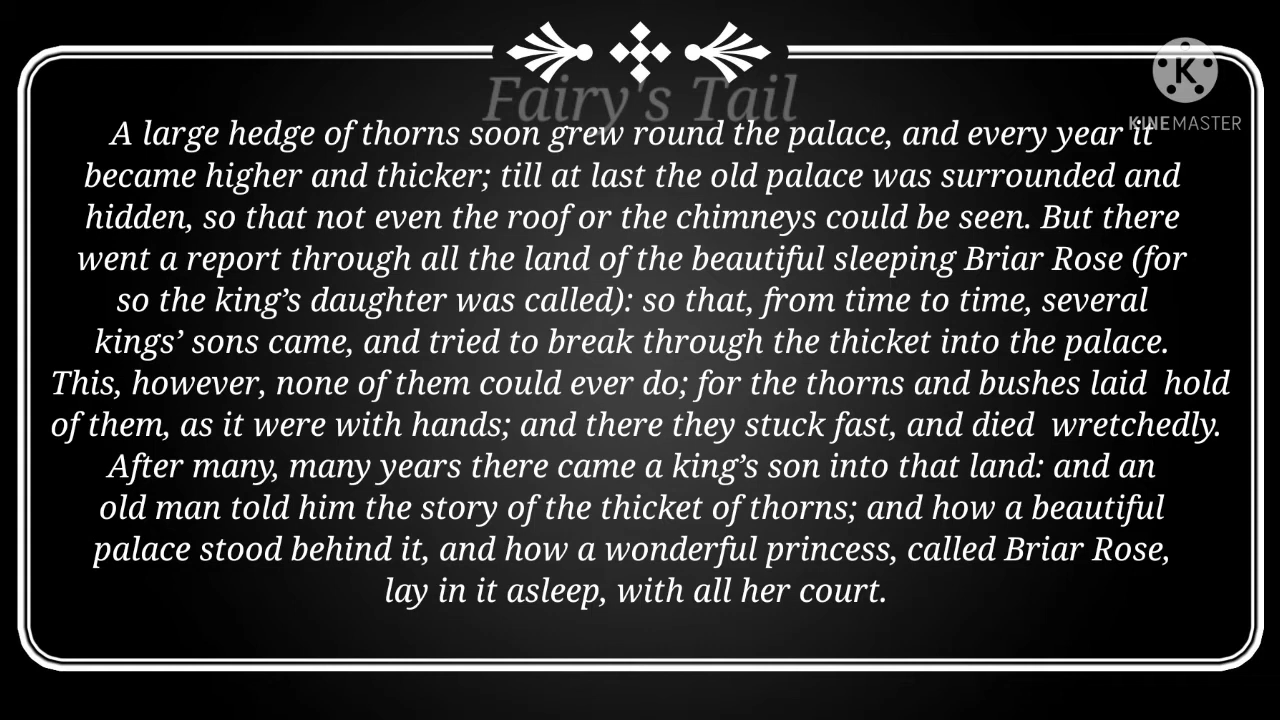 Fairy's Tail
A large hedge of thorns soon grew round the palace, and every year it
KINEMASTER
became higher and thicker; till at last the old palace was surrounded and
hidden, so that not even the roof or the chimneys could be seen. But there
went a report through all the land of the beautiful sleeping Briar Rose (for
so the king’s daughter was called): so that, from time to time, several
kings’ sons came, and tried to break through the thicket into the palace.
This, however, none of them could ever do; for the thorns and bushes laid  hold
of them, as it were with hands; and there they stuck fast, and died  wretchedly.
After many, many years there came a king’s son into that land: and an
old man told him the story of the thicket of thorns; and how a beautiful
palace stood behind it, and how a wonderful princess, called Briar Rose,
lay in it asleep, with all her court.